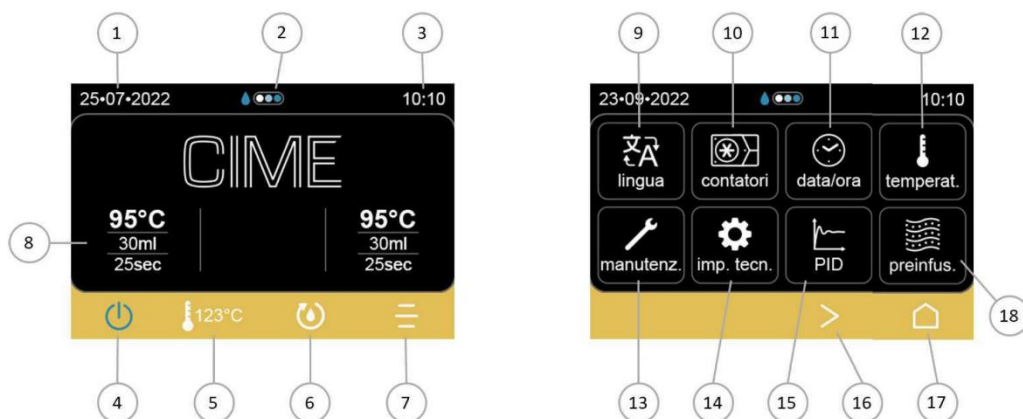 1
2
3
25•07•2022
10:10
CIME
95°C
30ml
25sec
95°C
30ml
25sec
8
123°C
4
5
6
7
9
10
11
12
23•09•2022
10:10
文A
lingua
contatori
data/ora
temperat.
manutenz.
imp. tecn.
PID
preinfus.
18
13
14
15
16
17